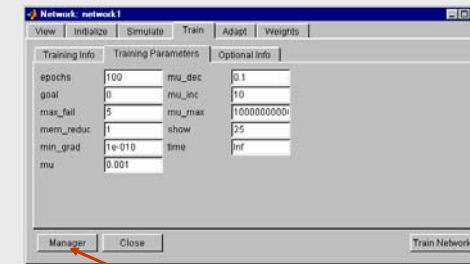 Network: network1
View Initialize Simulate Train Adapt Weights
Training Info Training Parameters Optional Info
epochs 100 mu_dec 0.1
goal 0 mu_inc 10
max_fail 5 mu_max 1000000000
mem_reduc 1 show 25
min_grad 1e-010 time Inf
mu 0.001
Manager Close Train Network